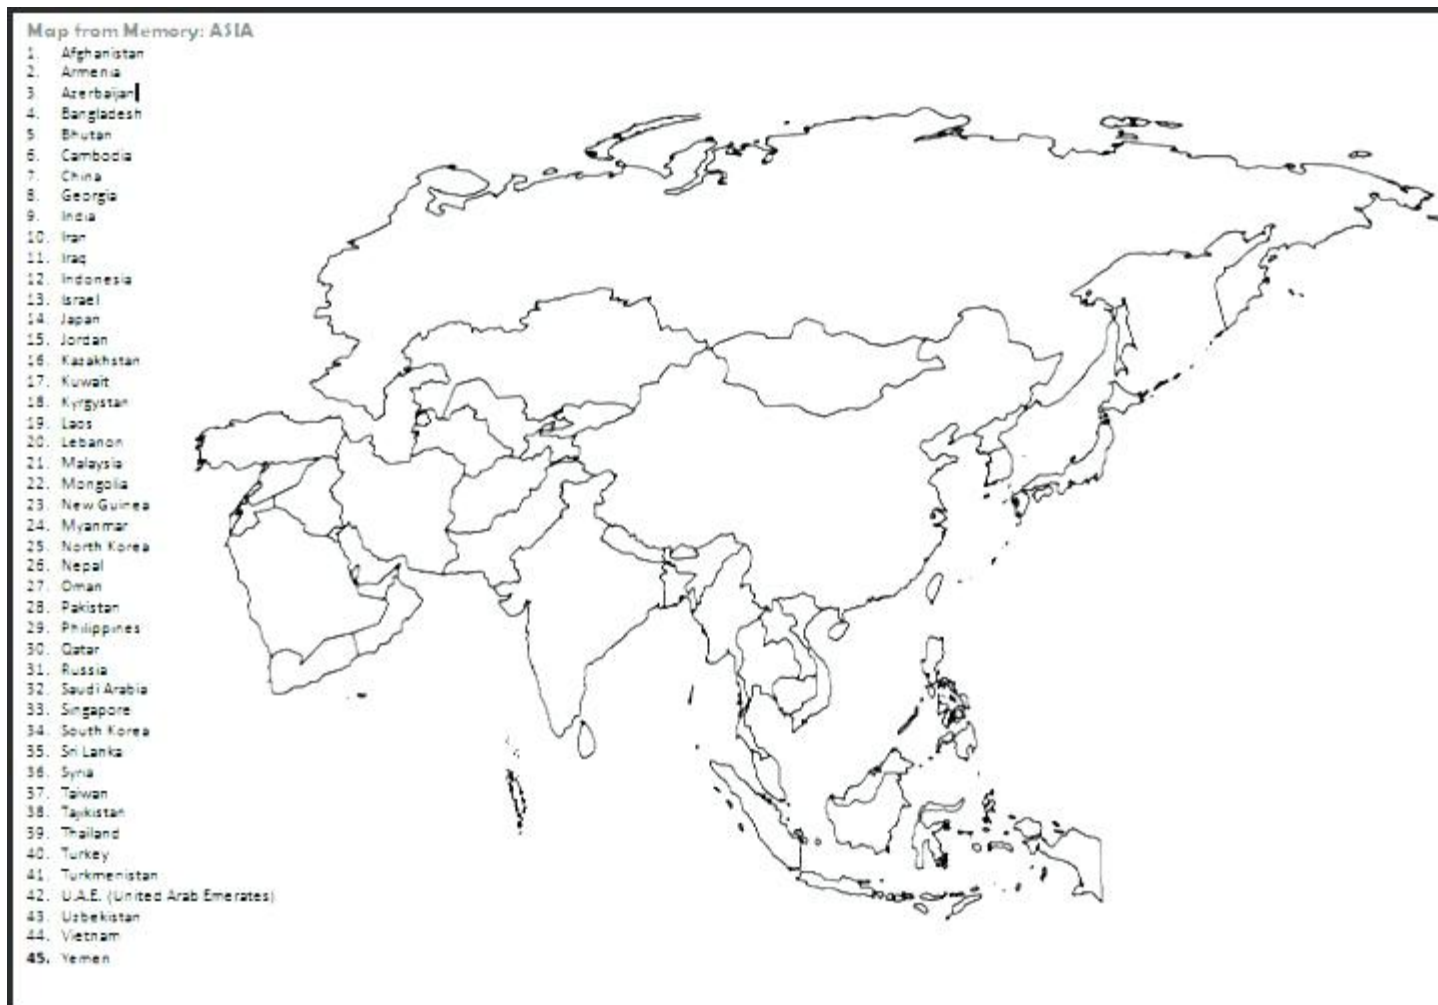 Map from Memory: ASIA
1. Afghanistan
2. Armenia
3. Azerbaijan
4. Bangladesh
5. Bhutan
6. Cambodia
7. China
8. Georgia
9. India
10. Iran
11. Iraq
12. Indonesia
13. Israel
14. Japan
15. Jordan
16. Kazakhstan
17. Kuwait
18. Kyrgystan
19. Laos
20. Lebanon
21. Malaysia
22. Mongolia
23. New Guinea
24. Myanmar
25. North Korea
26. Nepal
27. Oman
28. Pakistan
29. Philippines
30. Qatar
31. Russia
32. Saudi Arabia
33. Singapore
34. South Korea
35. Sri Lanka
36. Syria
37. Taiwan
38. Tajikistan
39. Thailand
40. Turkey
41. Turkmenistan
42. U.A.E. (United Arab Emerates)
43. Uzbekistan
44. Vietnam
45. Yemen